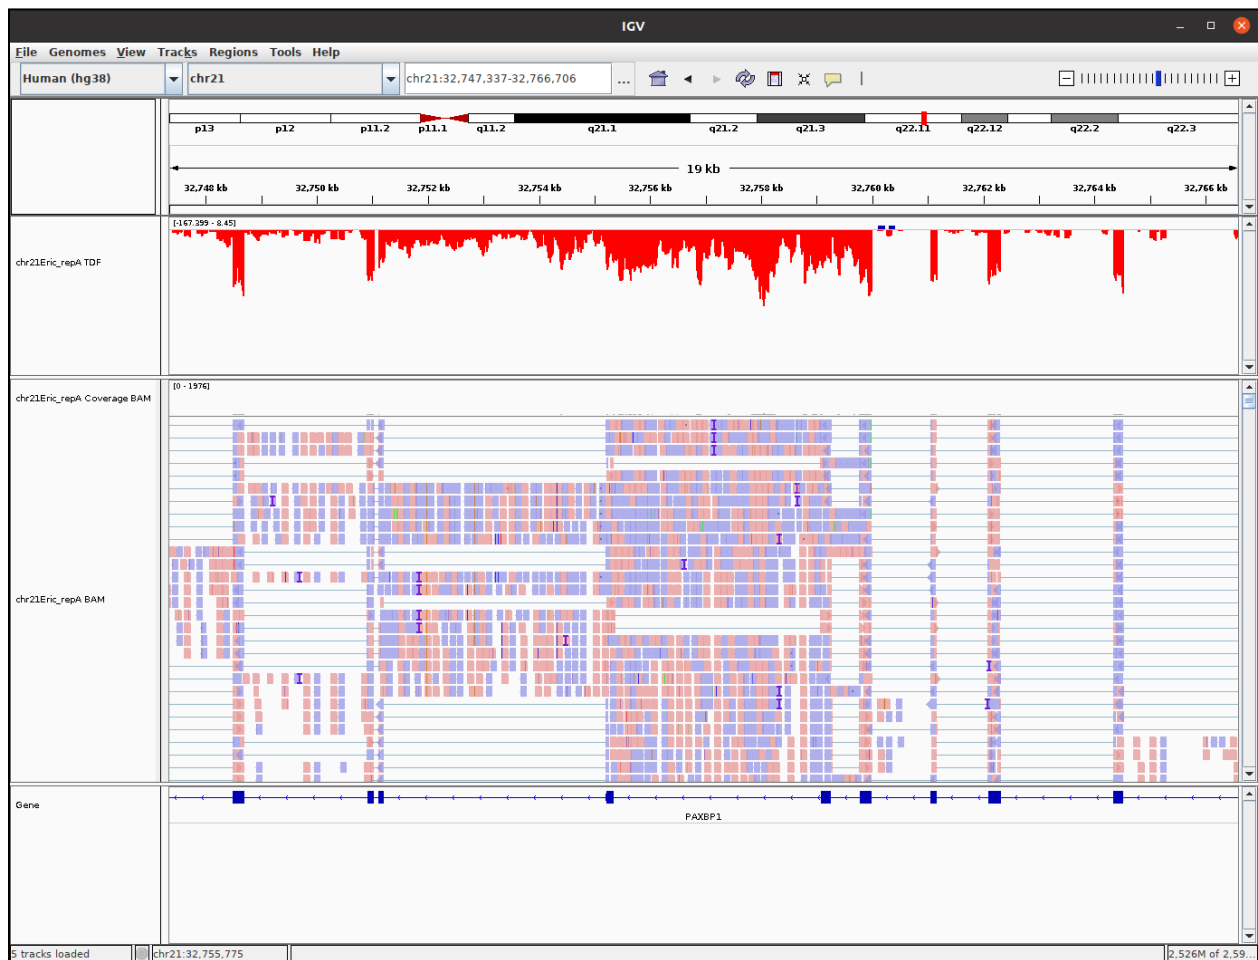 IGV
File Genomes View Tracks Regions Tools Help
Human (hg38) chr21 chr21:32,747,337-32,766,706 ...
p13 p12 p11.2 p11.1 q11.2 q21.1 q21.2 q21.3 q22.11 q22.12 q22.2 q22.3
19 kb
32,748 kb 32,750 kb 32,752 kb 32,754 kb 32,756 kb 32,758 kb 32,760 kb 32,762 kb 32,764 kb 32,766 kb
[-167.399 - 8.45]
chr21Eric_repA TDF
[0 - 1976]
chr21Eric_repA Coverage BAM
chr21Eric_repA BAM
Gene
PAXBP1
5 tracks loaded chr21:32,755,775 2,526M of 2,59...